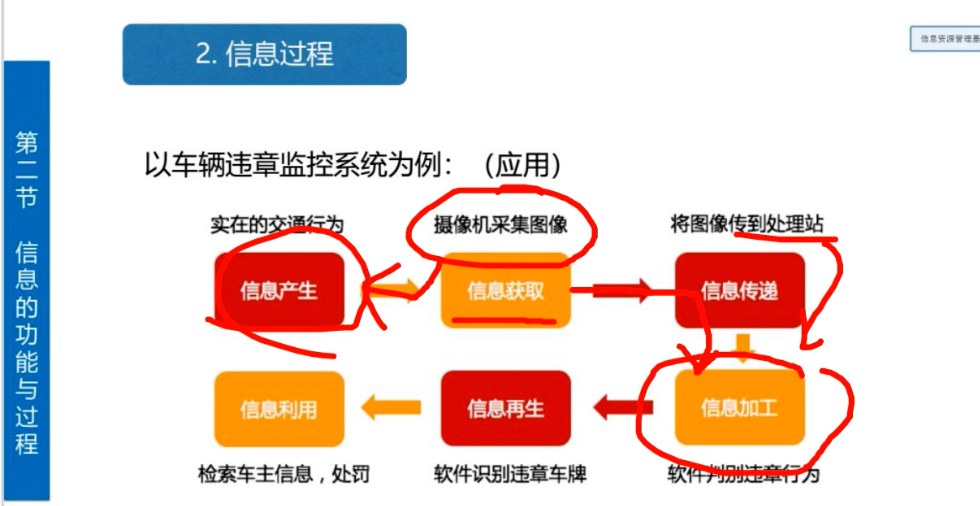 2. 信息过程
信息资源管理基
第二节 信息的功能与过程
以车辆违章监控系统为例：（应用）
实在的交通行为
摄像机采集图像
将图像传到处理站
信息产生
信息获取
信息传递
信息利用
信息再生
信息加工
检索车主信息，处罚
软件识别违章车牌
软件判别违章行为